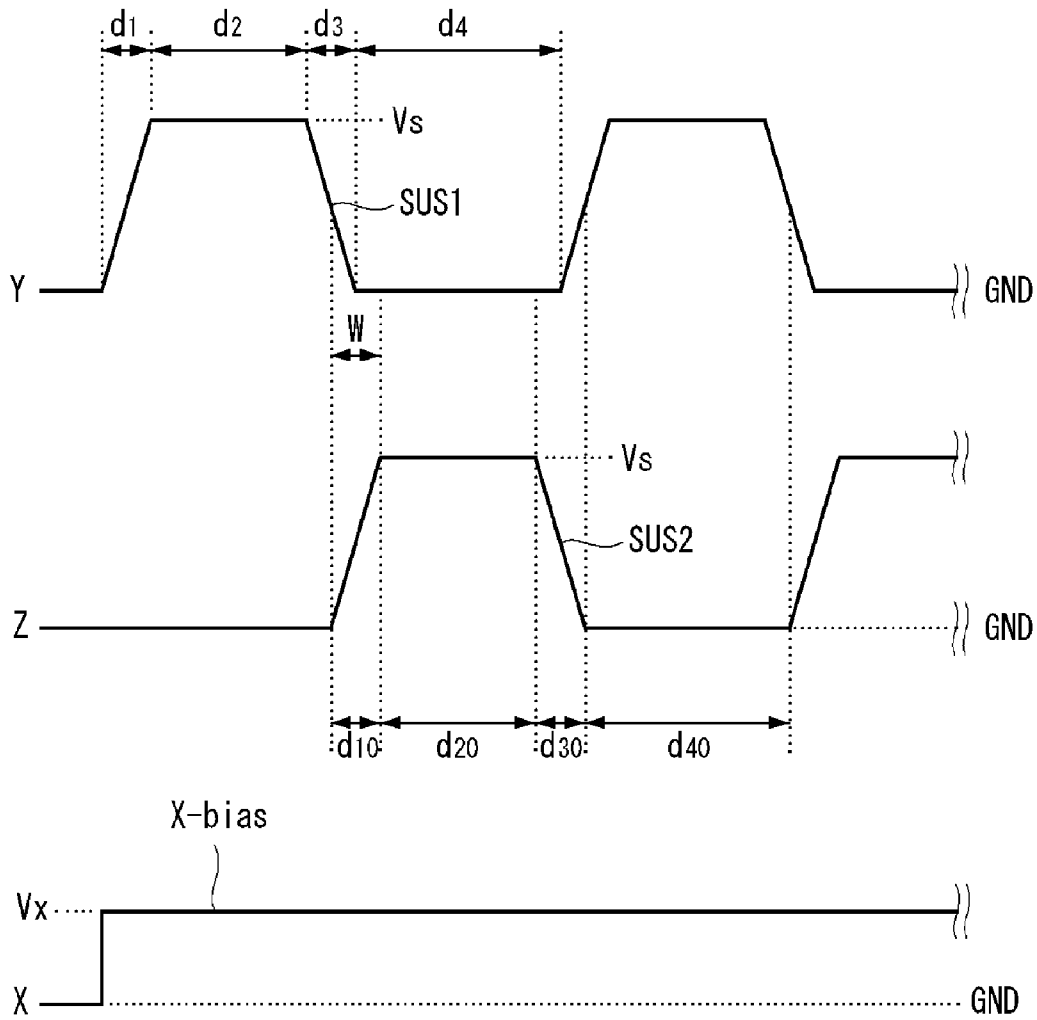 d1 d2 d3 d4
Vs
SUS1
Y GND
W
Vs
SUS2
Z GND
d10 d20 d30 d40
X-bias
Vx
X GND